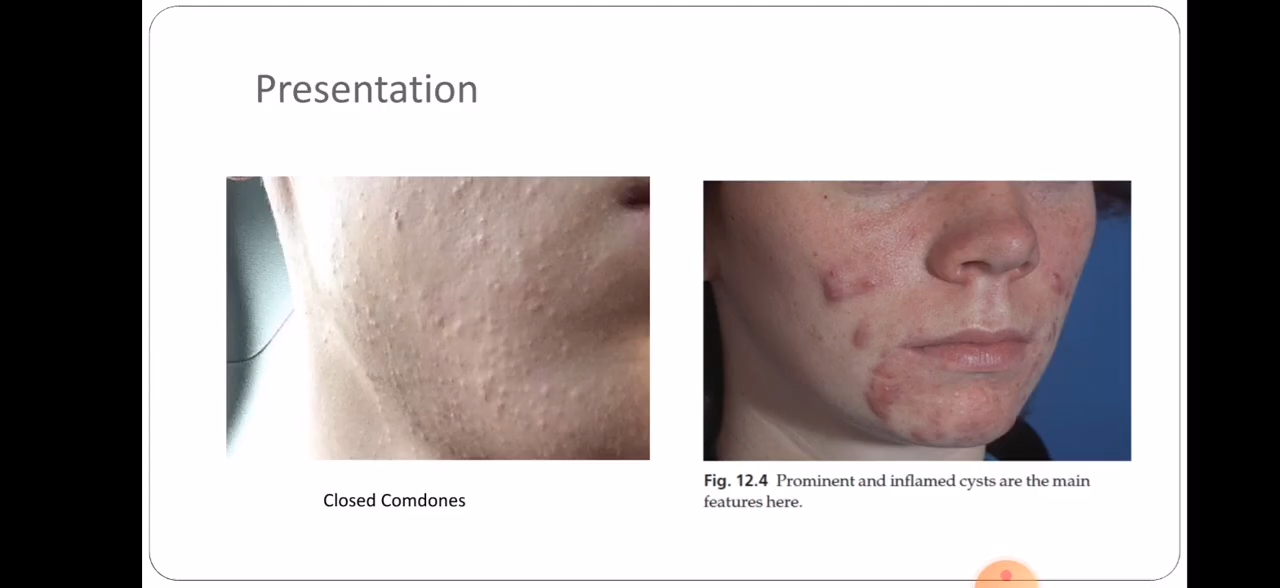 Presentation
Closed Comdones
Fig. 12.4 Prominent and inflamed cysts are the main
features here.